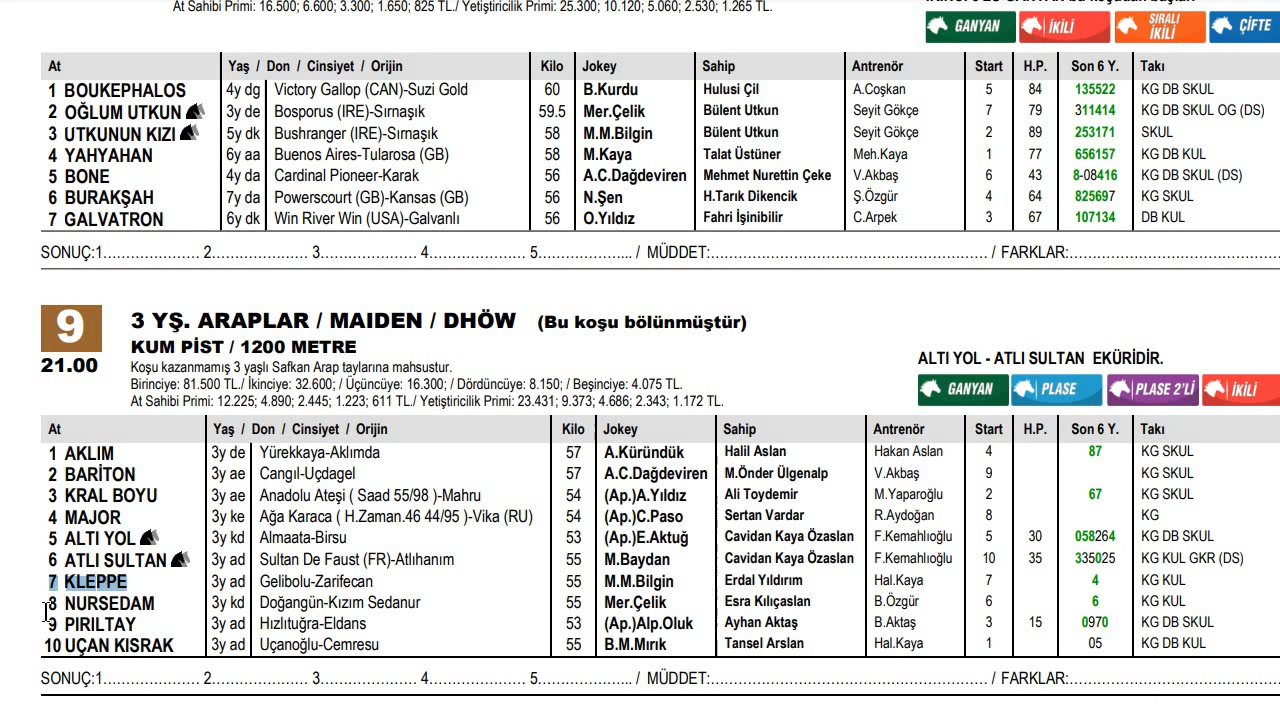 At Sahibi Primi: 16.500; 6.600; 3.300; 1.650; 825 TL./ Yetiştiricilik Primi: 25.300; 10.120; 5.060; 2.530; 1.265 TL.
GANYAN İKİLİ SIRALI İKİLİ ÇİFTE
At Yaş / Don / Cinsiyet / Orijin Kilo Jokey Sahip Antrenör Start H.P. Son 6 Y. Takı
1 BOUKEPHALOS 4y dg Victory Gallop (CAN)-Suzi Gold 60 B.Kurdu Hulusi Çil A.Coşkan 5 84 135522 KG DB SKUL
2 OĞLUM UTKUN 3y de Bosporus (IRE)-Sırnaşık 59.5 Mer.Çelik Bülent Utkun Seyit Gökçe 7 79 311414 KG DB SKUL OG (DS)
3 UTKUNUN KIZI 5y dk Bushranger (IRE)-Sırnaşık 58 M.M.Bilgin Bülent Utkun Seyit Gökçe 2 89 253171 SKUL
4 YAHYAHAN 6y aa Buenos Aires-Tularosa (GB) 58 M.Kaya Talat Üstüner Meh.Kaya 1 77 656157 KG DB KUL
5 BONE 4y da Cardinal Pioneer-Karak 56 A.C.Dağdeviren Mehmet Nurettin Çeke V.Akbaş 6 43 8-08416 KG DB SKUL (DS)
6 BURAKŞAH 7y da Powerscourt (GB)-Kansas (GB) 56 N.Şen H.Tarık Dikencik Ş.Özgür 4 64 825697 KG SKUL
7 GALVATRON 6y dk Win River Win (USA)-Galvanlı 56 O.Yıldız Fahri İşinibilir C.Arpek 3 67 107134 DB KUL
SONUÇ:1...................... 2...................... 3...................... 4...................... 5..................... / MÜDDET:................................................................ / FARKLAR:.................................................
9 3 YŞ. ARAPLAR / MAIDEN / DHÖW (Bu koşu bölünmüştür)
KUM PİST / 1200 METRE
21.00 Koşu kazanmamış 3 yaşlı Safkan Arap taylarına mahsustur.
Birinciye: 81.500 TL./ İkinciye: 32.600; / Üçüncüye: 16.300; / Dördüncüye: 8.150; / Beşinciye: 4.075 TL.
At Sahibi Primi: 12.225; 4.890; 2.445; 1.223; 611 TL./ Yetiştiricilik Primi: 23.431; 9.373; 4.686; 2.343; 1.172 TL.
ALTI YOL - ATLI SULTAN EKÜRİDİR.
GANYAN PLASE PLASE 2'Lİ İKİLİ
At Yaş / Don / Cinsiyet / Orijin Kilo Jokey Sahip Antrenör Start H.P. Son 6 Y. Takı
1 AKLIM 3y de Yürekkaya-Aklımda 57 A.Küründük Halil Aslan Hakan Aslan 4 87 KG SKUL
2 BARİTON 3y ae Cangıl-Uçdagel 57 A.C.Dağdeviren M.Önder Ülgenalp V.Akbaş 9 KG SKUL
3 KRAL BOYU 3y ae Anadolu Ateşi ( Saad 55/98 )-Mahru 54 (Ap.)A.Yıldız Ali Toydemir M.Yaparoğlu 2 67 KG SKUL
4 MAJOR 3y ke Ağa Karaca ( H.Zaman.46 44/95 )-Vika (RU) 54 (Ap.)C.Paso Sertan Vardar R.Aydoğan 8 KG
5 ALTI YOL 3y kd Almaata-Birsu 53 (Ap.)E.Aktuğ Cavidan Kaya Özaslan F.Kemahlıoğlu 5 30 058264 KG DB SKUL
6 ATLI SULTAN 3y ad Sultan De Faust (FR)-Atlıhanım 55 M.Baydan Cavidan Kaya Özaslan F.Kemahlıoğlu 10 35 335025 KG KUL GKR (DS)
7 KLEPPE 3y ad Gelibolu-Zarifecan 55 M.M.Bilgin Erdal Yıldırım Hal.Kaya 7 4 KG KUL
8 NURSEDAM 3y kd Doğangün-Kızım Sedanur 55 Mer.Çelik Esra Kılıçaslan B.Özgür 6 6 KG KUL
9 PIRILTAY 3y ad Hızlıtuğra-Eldans 53 (Ap.)Alp.Oluk Ayhan Aktaş B.Aktaş 3 15 0970 KG DB SKUL
10 UÇAN KISRAK 3y ad Uçanoğlu-Cemresu 55 B.M.Mırık Tansel Arslan Hal.Kaya 1 05 KG DB KUL
SONUÇ:1...................... 2...................... 3...................... 4...................... 5..................... / MÜDDET:................................................................ / FARKLAR:.................................................